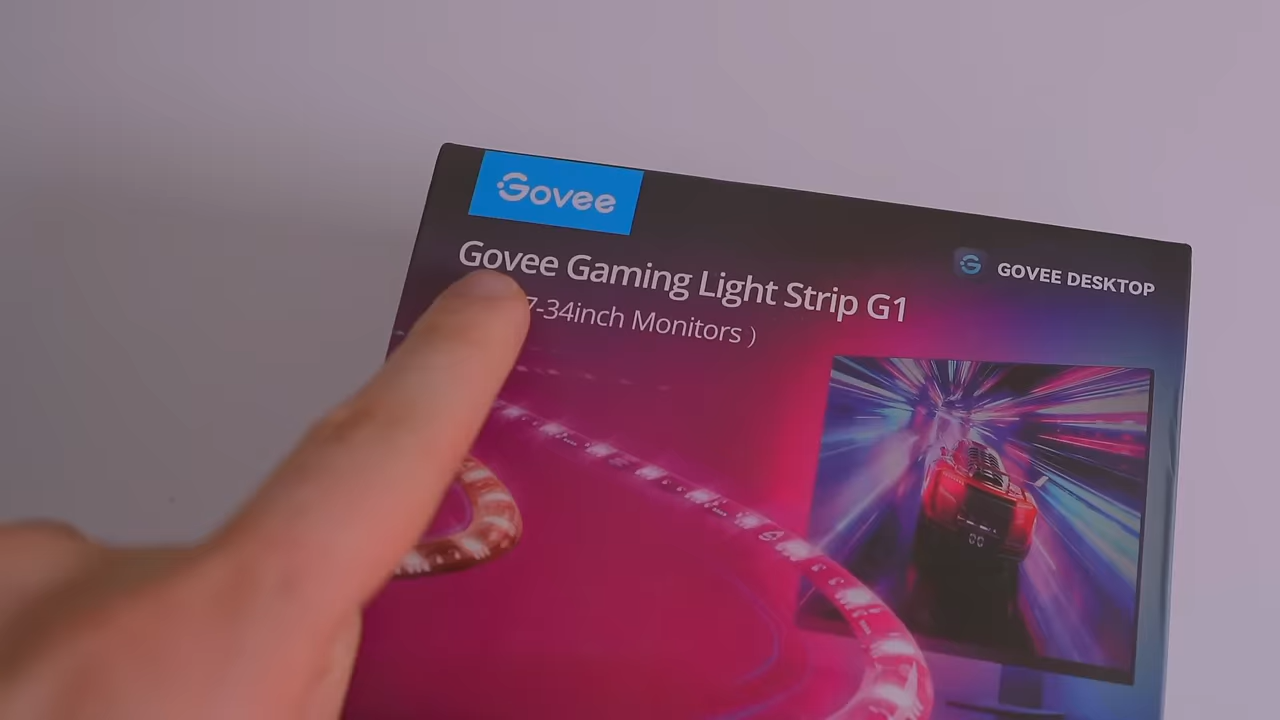 Govee
Govee Gaming Light Strip G1
7-34inch Monitors )
GOVEE DESKTOP